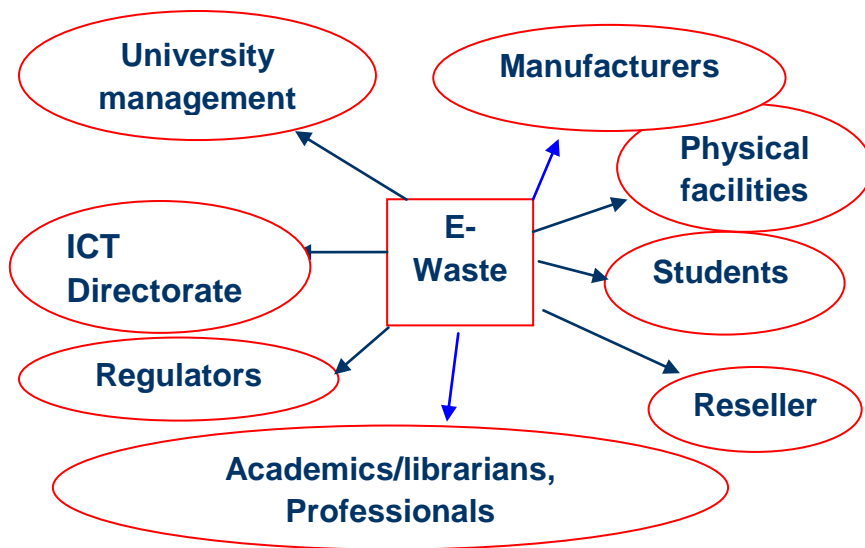 University
management
Manufacturers
Physical
facilities
E-
Waste
ICT
Directorate
Students
Regulators
Reseller
Academics/librarians,
Professionals